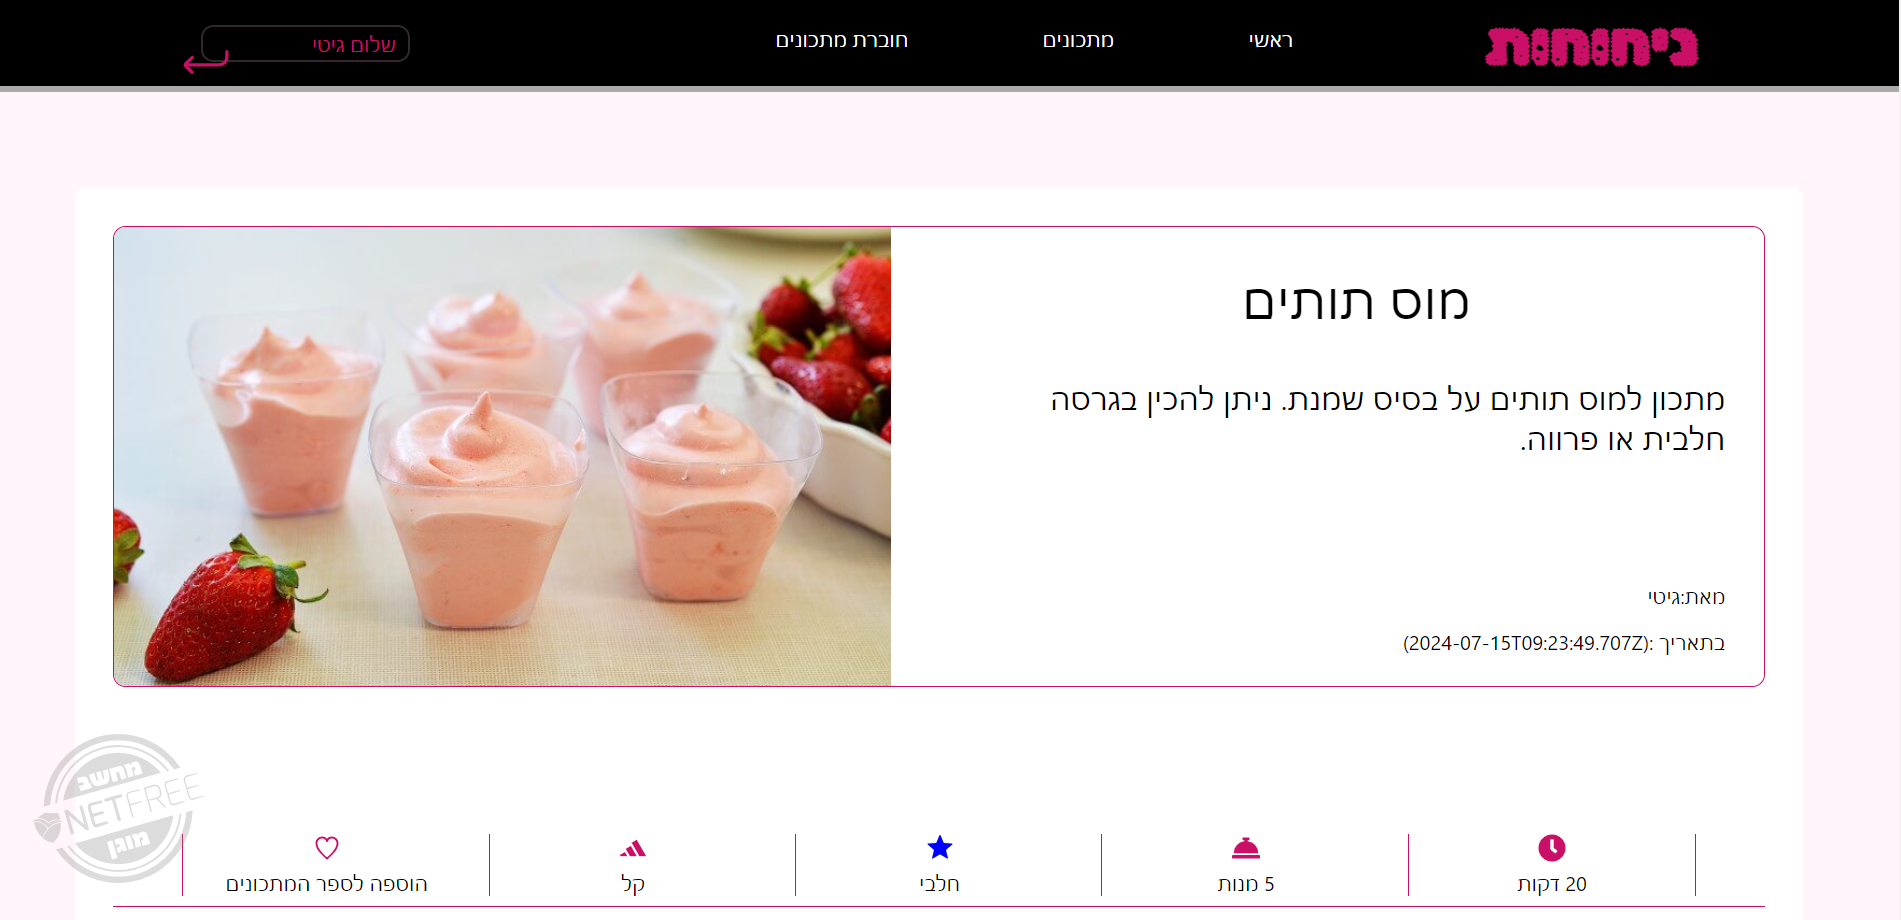 ניחוחות
ראשי
מתכונים
חוברת מתכונים
שלום גיטי
מוס תותים
מתכון למוס תותים על בסיס שמנת. ניתן להכין בגרסה
חלבית או פרווה.
מאת:גיטי
בתאריך :(2024-07-15T09:23:49.707Z)
20 דקות
5 מנות
חלבי
קל
הוספה לספר המתכונים
מחשב
NETFREE
מוגן